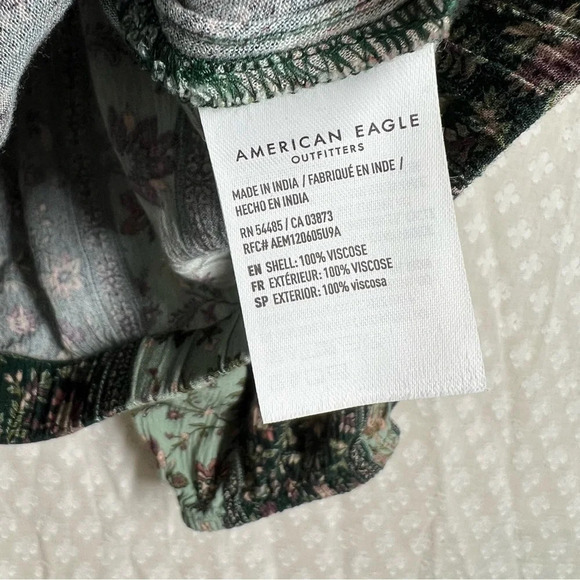 AMERICAN EAGLE
OUTFITTERS
MADE IN INDIA / FABRIQUÉ EN INDE /
HECHO EN INDIA
RN 54485 / CA 03873
RFC# AEM120605U9A
EN SHELL: 100% VISCOSE
FR EXTÉRIEUR: 100% VISCOSE
SP EXTERIOR: 100% viscosa